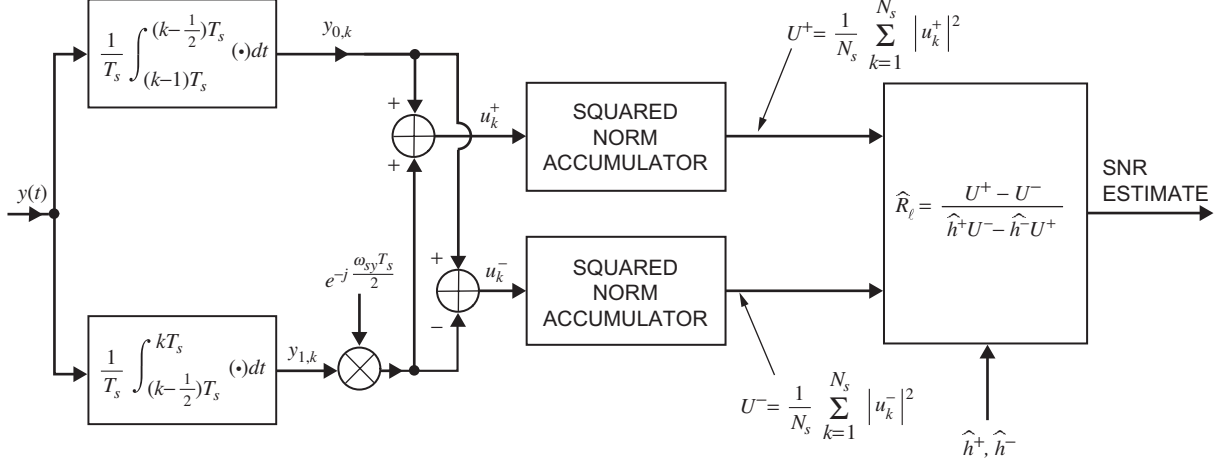 y(t)
1/T_s ∫_{(k−1)T_s}^{(k−1/2)T_s} (•)dt
y_{0,k}
1/T_s ∫_{(k−1/2)T_s}^{kT_s} (•)dt
y_{1,k}
e^{−j ω_{sy}T_s/2}
+
+
u_k^+
+
−
u_k^−
SQUARED
NORM
ACCUMULATOR
SQUARED
NORM
ACCUMULATOR
U^+ = 1/N_s ∑_{k=1}^{N_s} |u_k^+|^2
U^− = 1/N_s ∑_{k=1}^{N_s} |u_k^−|^2
R̂_ℓ = (U^+ − U^−)/(ĥ^+U^− − ĥ^−U^+)
ĥ^+, ĥ^−
SNR
ESTIMATE